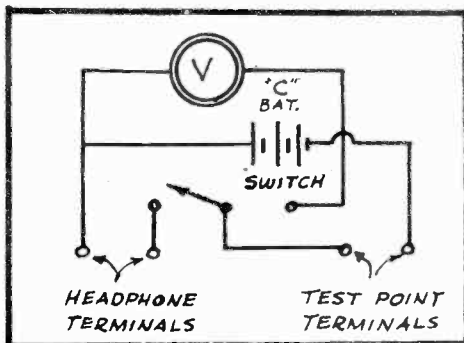 V
"C"
BAT.
SWITCH
HEADPHONE
TERMINALS
TEST POINT
TERMINALS